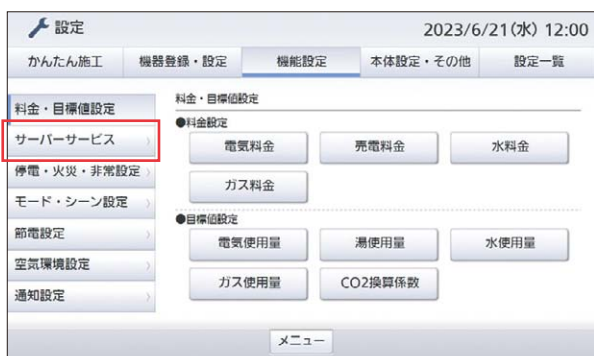 設定 2023/6/21(水) 12:00
かんたん施工 機器登録・設定 機能設定 本体設定・その他 設定一覧
料金・目標値設定
サーバーサービス
停電・火災・非常設定
モード・シーン設定
節電設定
空気環境設定
通知設定
料金・目標値設定
●料金設定
電気料金 売電料金 水料金
ガス料金
●目標値設定
電気使用量 湯使用量 水使用量
ガス使用量 CO2換算係数
メニュー